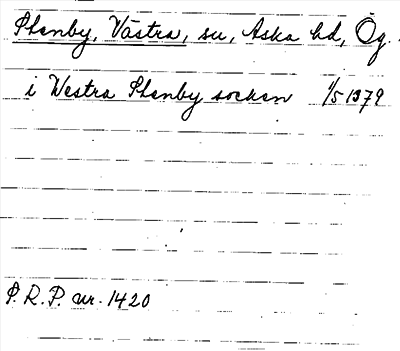 Stenby, Västra, sn, Aska hd, Ög.
i Westra Stenby socken 1/5 1379
S. R. P. nr. 1420